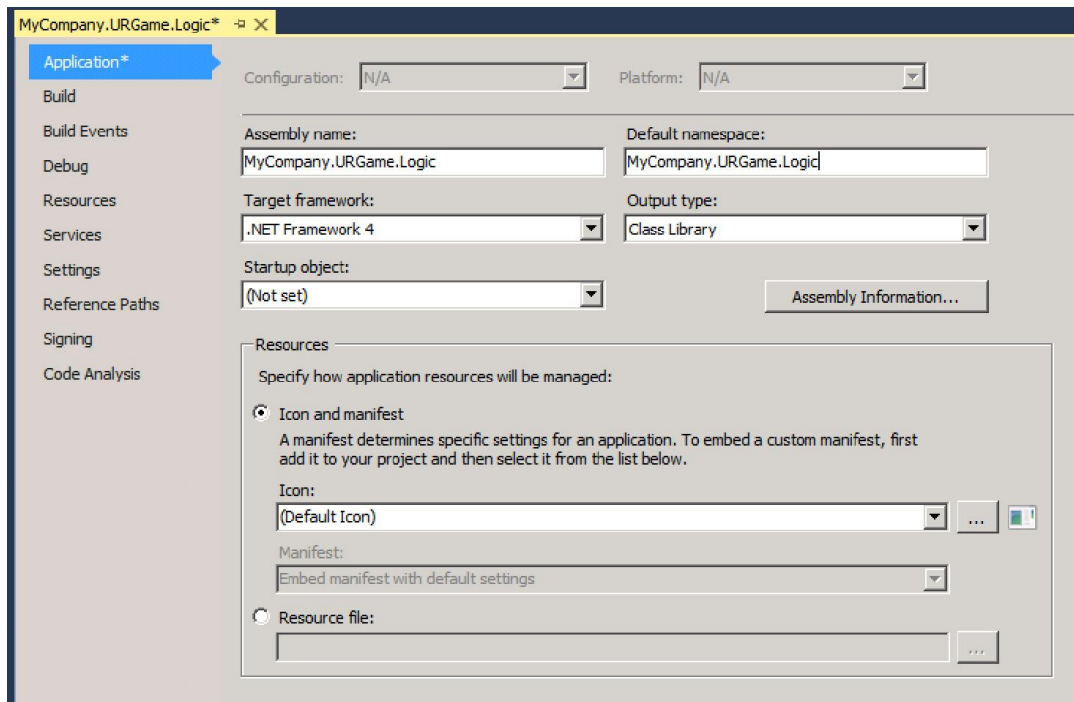 MyCompany.URGame.Logic*
Application*
Build
Build Events
Debug
Resources
Services
Settings
Reference Paths
Signing
Code Analysis
Configuration: N/A Platform: N/A
Assembly name: Default namespace:
MyCompany.URGame.Logic MyCompany.URGame.Logic
Target framework: Output type:
.NET Framework 4 Class Library
Startup object:
(Not set) Assembly Information...
Resources
Specify how application resources will be managed:
Icon and manifest
A manifest determines specific settings for an application. To embed a custom manifest, first
add it to your project and then select it from the list below.
Icon:
(Default Icon) ...
Manifest:
Embed manifest with default settings
Resource file:
...